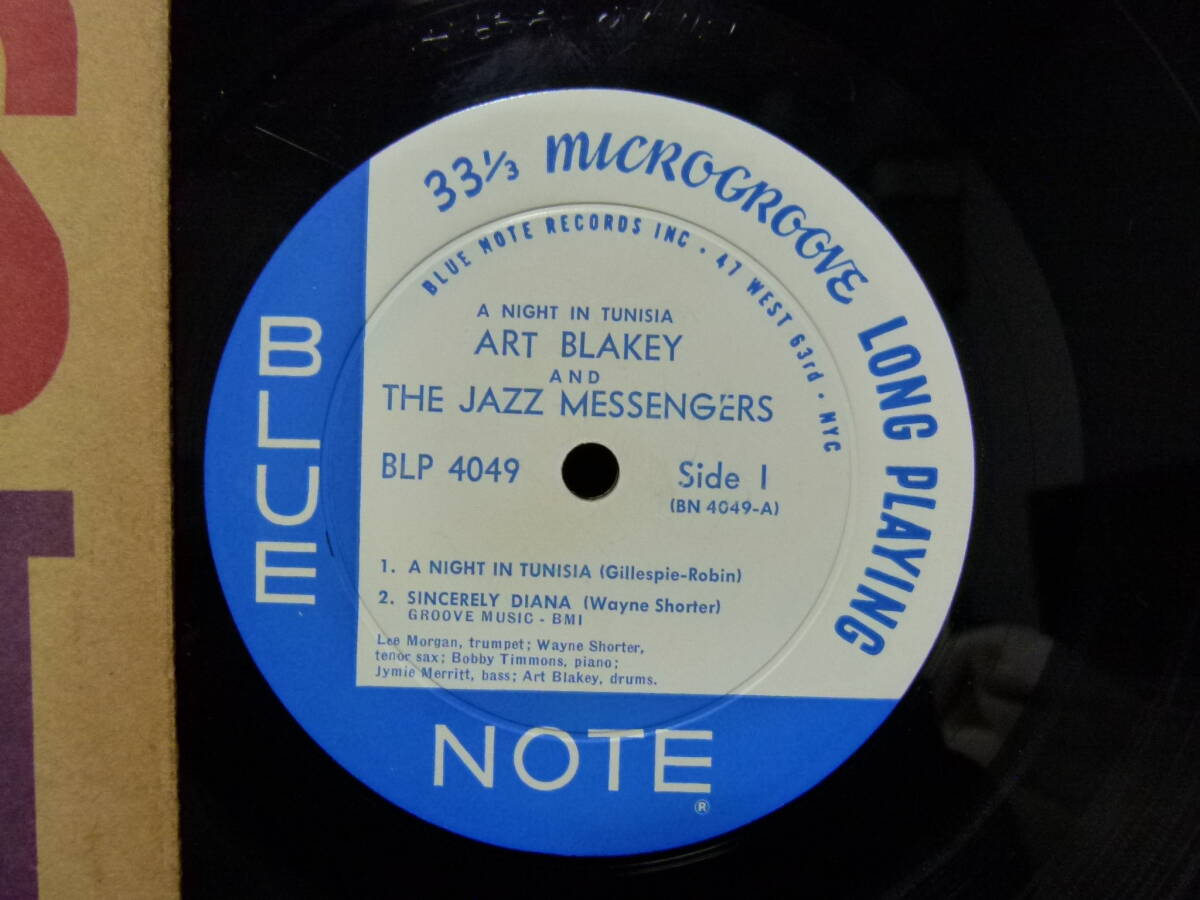 33 1/3 MICROGROOVE LONG PLAYING
BLUE NOTE RECORDS INC · 47 WEST 63rd · NYC
A NIGHT IN TUNISIA
ART BLAKEY
AND
THE JAZZ MESSENGERS
BLP 4049
Side 1
(BN 4049-A)
1. A NIGHT IN TUNISIA (Gillespie-Robin)
2. SINCERELY DIANA (Wayne Shorter)
GROOVE MUSIC - BMI
Lee Morgan, trumpet; Wayne Shorter,
tenor sax; Bobby Timmons, piano;
Jymie Merritt, bass; Art Blakey, drums.
BLUE
NOTE
®